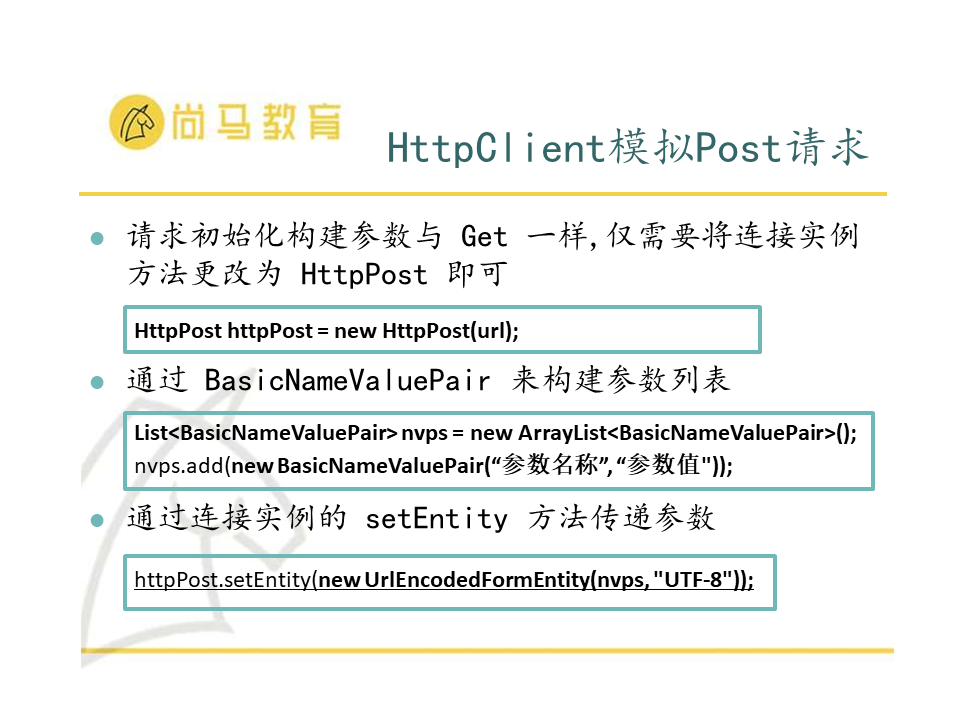 尚马教育
HttpClient模拟Post请求
请求初始化构建参数与 Get 一样,仅需要将连接实例
方法更改为 HttpPost 即可
HttpPost httpPost = new HttpPost(url);
通过 BasicNameValuePair 来构建参数列表
List<BasicNameValuePair> nvps = new ArrayList<BasicNameValuePair>();
nvps.add(new BasicNameValuePair(“参数名称”, “参数值"));
通过连接实例的 setEntity 方法传递参数
httpPost.setEntity(new UrlEncodedFormEntity(nvps, "UTF-8"));